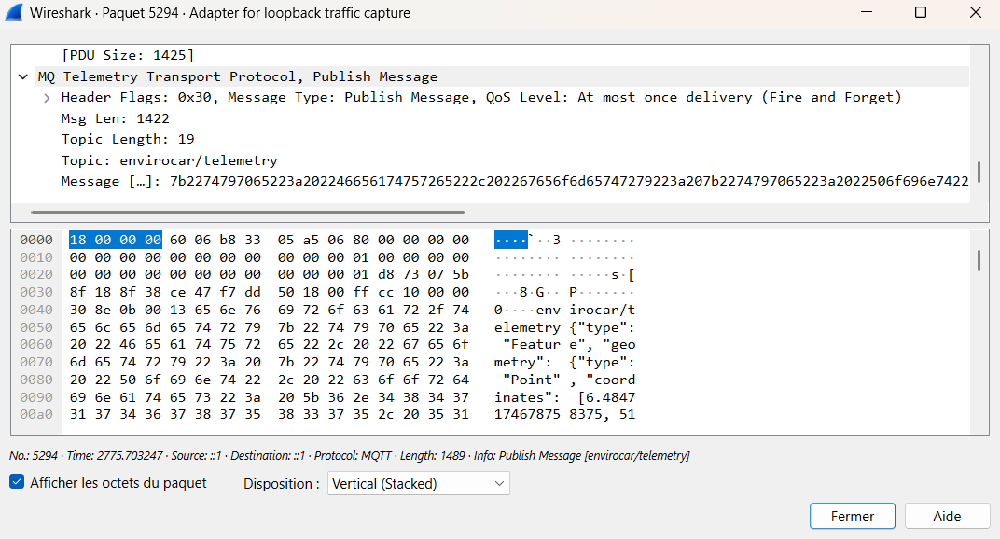 Wireshark · Paquet 5294 · Adapter for loopback traffic capture
[PDU Size: 1425]
MQ Telemetry Transport Protocol, Publish Message
Header Flags: 0x30, Message Type: Publish Message, QoS Level: At most once delivery (Fire and Forget)
Msg Len: 1422
Topic Length: 19
Topic: envirocar/telemetry
Message […]: 7b2274797065223a202246656174757265222c202267656f6d65747279223a207b2274797065223a2022506f696e7422
0000 18 00 00 00 60 06 b8 33 05 a5 06 80 00 00 00 00 ····`··3 ········
0010 00 00 00 00 00 00 00 00 00 00 01 00 00 00 00 00 ········ ········
0020 00 00 00 00 00 00 00 00 00 00 00 01 d8 73 07 5b ········ ·····s·[
0030 8f 18 8f 38 ce 47 f7 dd 50 18 00 ff cc 10 00 00 ···8·G·· P·······
0040 30 8e 0b 00 13 65 6e 76 69 72 6f 63 61 72 2f 74 0····env irocar/t
0050 65 6c 65 6d 65 74 72 79 7b 22 74 79 70 65 22 3a elemetry {"type":
0060 20 22 46 65 61 74 75 72 65 22 2c 20 22 67 65 6f "Featur e", "geo
0070 6d 65 74 72 79 22 3a 20 7b 22 74 79 70 65 22 3a metry": {"type":
0080 20 22 50 6f 69 6e 74 22 2c 20 22 63 6f 6f 72 64 "Point" , "coord
0090 69 6e 61 74 65 73 22 3a 20 5b 36 2e 34 38 34 37 inates": [6.4847
00a0 31 37 34 36 37 38 37 35 38 33 37 35 2c 20 35 31 17467875 8375, 51
No.: 5294 · Time: 2775.703247 · Source: ::1 · Destination: ::1 · Protocol: MQTT · Length: 1489 · Info: Publish Message [envirocar/telemetry]
Afficher les octets du paquet Disposition : Vertical (Stacked)
Fermer Aide